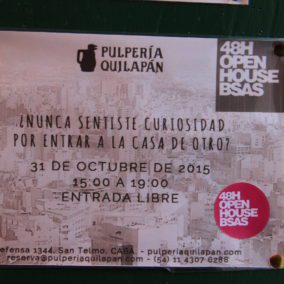 PULPERÍA
QUILAPÁN
48H
OPEN
HOUSE
BSAS
¿NUNCA SENTISTE CURIOSIDAD
POR ENTRAR A LA CASA DE OTRO?
31 DE OCTUBRE DE 2015
15:00 A 19:00
ENTRADA LIBRE
48H
OPEN
HOUSE
BSAS
efensa 1344, San Telmo, CABA. - pulperiaquilapan.com
reserva@pulperiaquilapan.com - (54) 11 4307 6288